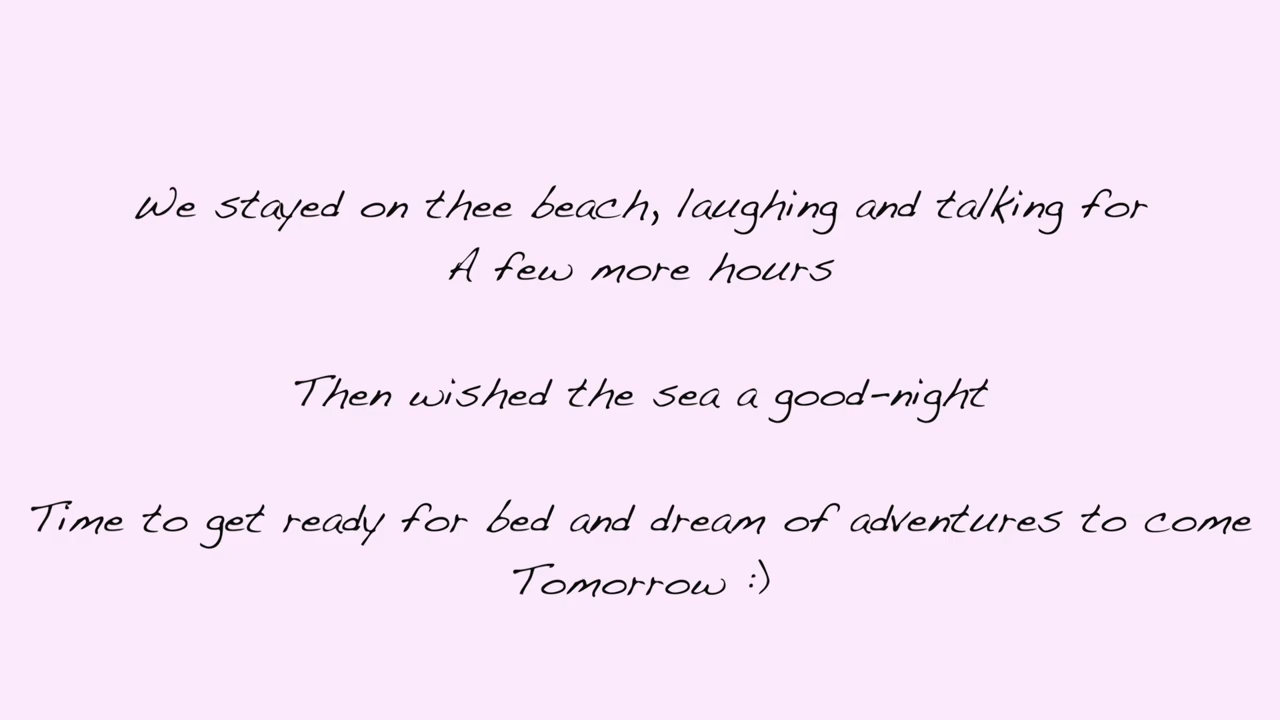 We stayed on thee beach, laughing and talking for
A few more hours
Then wished the sea a good-night
Time to get ready for bed and dream of adventures to come
Tomorrow :)